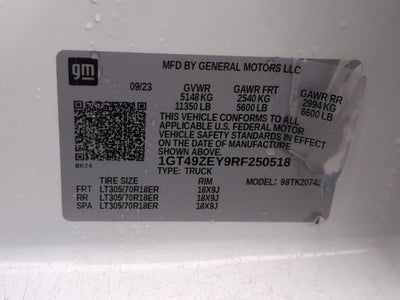 gm
MFD BY GENERAL MOTORS LLC
09/23 GVWR GAWR FRT GAWR RR
5148 KG 2540 KG 2994 KG
11350 LB 5600 LB 6600 LB
THIS VEHICLE CONFORMS TO ALL
APPLICABLE U.S. FEDERAL MOTOR
VEHICLE SAFETY STANDARDS IN EFFECT
ON THE DATE OF MANUFACTURE
SHOWN ABOVE.
1GT49ZEY9RF250518
TYPE: TRUCK MODEL:
B624
TIRE SIZE RIM
FRT LT305/70R18ER 18X9J
RR LT305/70R18ER 18X9J
SPA LT305/70R18ER 18X9J